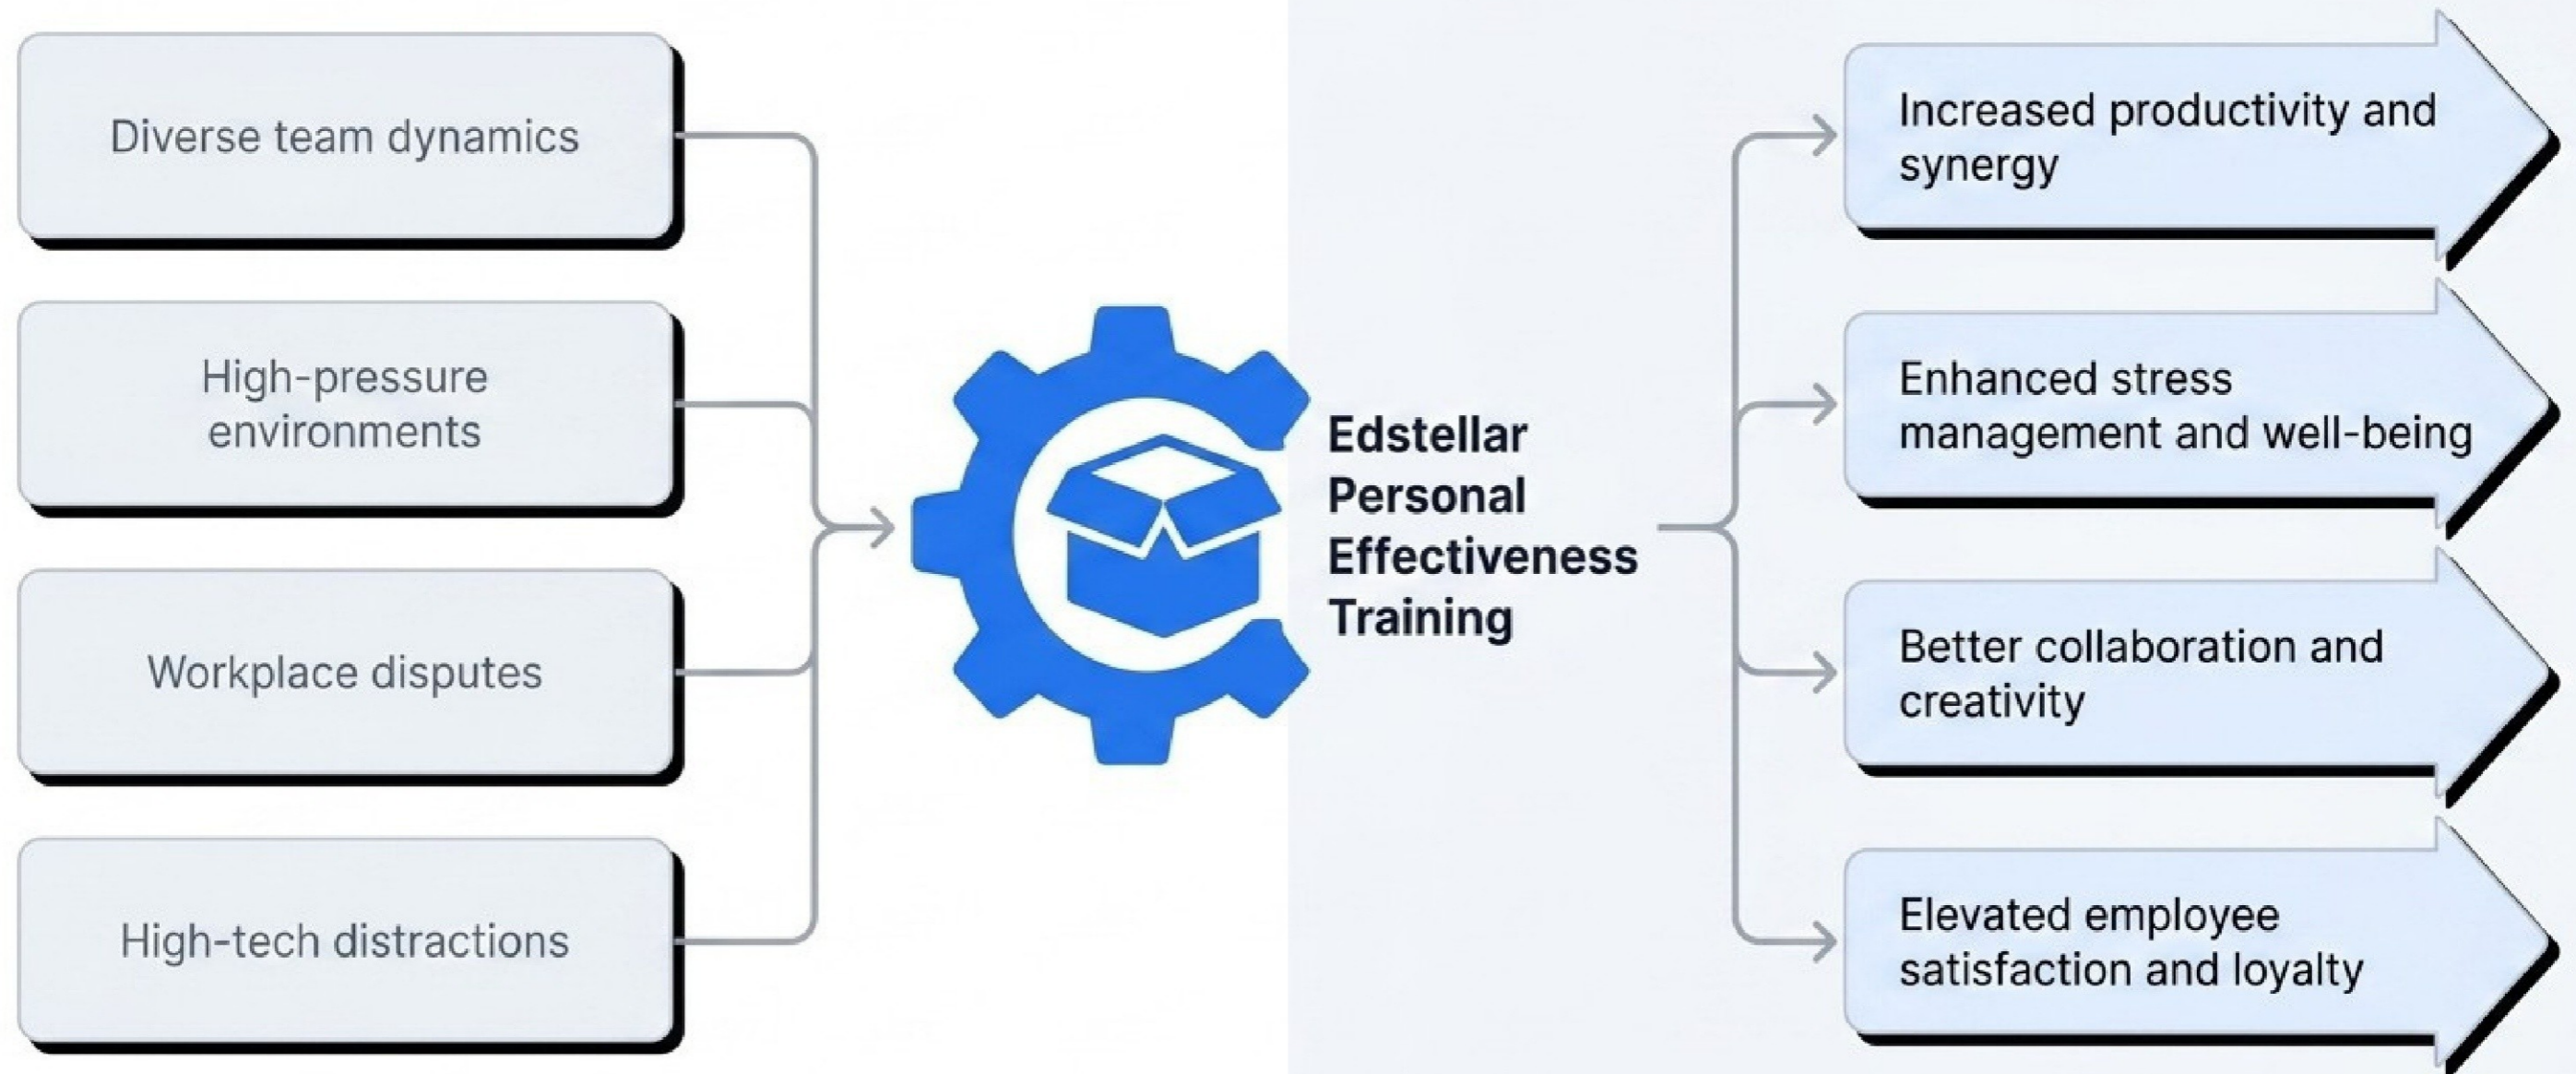 Diverse team dynamics
High-pressure
environments
Workplace disputes
High-tech distractions
Edstellar
Personal
Effectiveness
Training
Increased productivity and
synergy
Enhanced stress
management and well-being
Better collaboration and
creativity
Elevated employee
satisfaction and loyalty